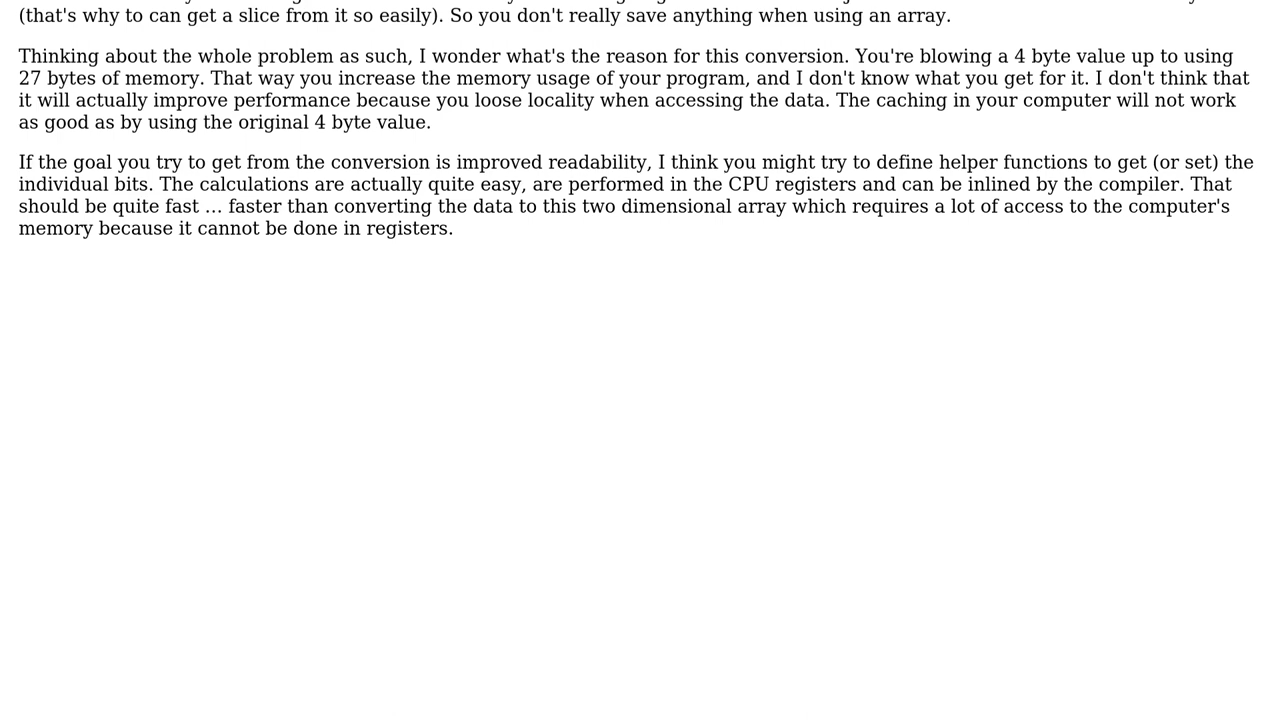 (that's why to can get a slice from it so easily). So you don't really save anything when using an array.
Thinking about the whole problem as such, I wonder what's the reason for this conversion. You're blowing a 4 byte value up to using
27 bytes of memory. That way you increase the memory usage of your program, and I don't know what you get for it. I don't think that
it will actually improve performance because you loose locality when accessing the data. The caching in your computer will not work
as good as by using the original 4 byte value.
If the goal you try to get from the conversion is improved readability, I think you might try to define helper functions to get (or set) the
individual bits. The calculations are actually quite easy, are performed in the CPU registers and can be inlined by the compiler. That
should be quite fast ... faster than converting the data to this two dimensional array which requires a lot of access to the computer's
memory because it cannot be done in registers.